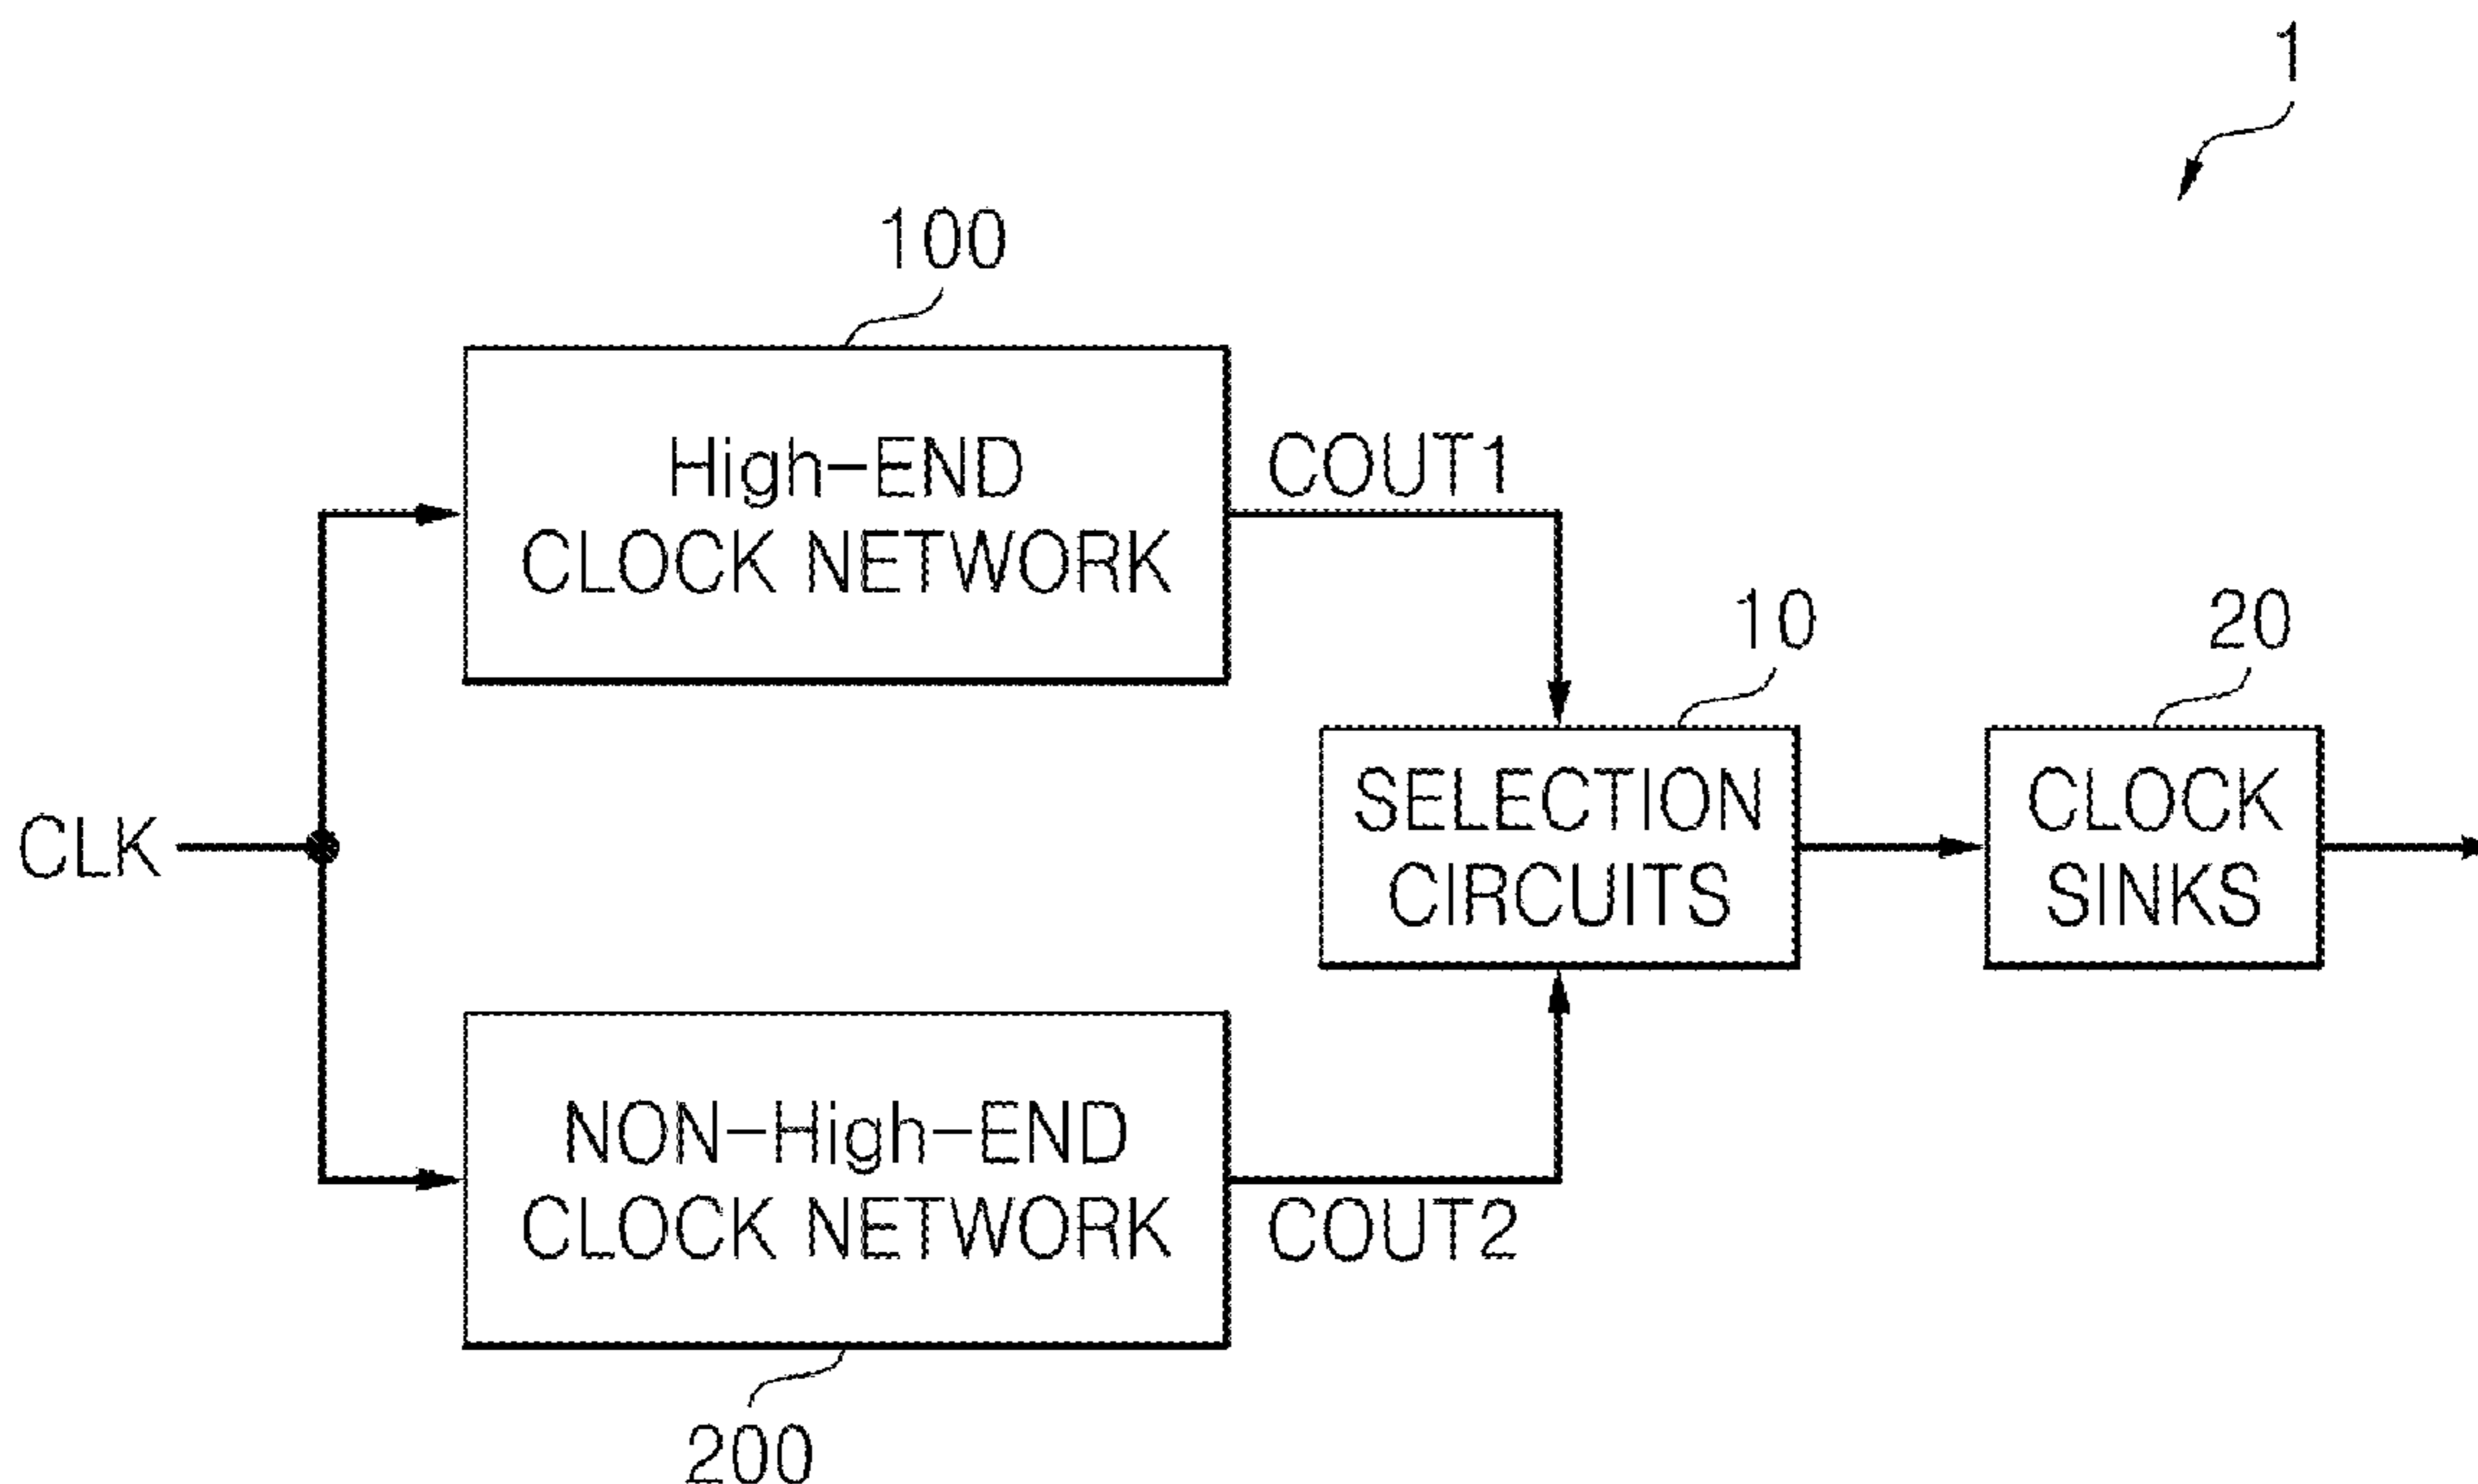 1
100
High-END
CLOCK NETWORK
COUT1
10
20
SELECTION
CIRCUITS
CLOCK
SINKS
CLK
NON-High-END
CLOCK NETWORK
COUT2
200